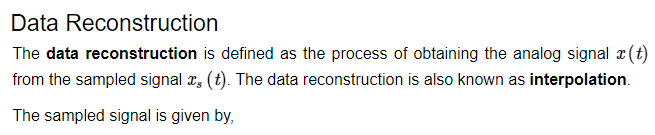 Data Reconstruction
The data reconstruction is defined as the process of obtaining the analog signal x(t)
from the sampled signal xₛ (t). The data reconstruction is also known as interpolation.
The sampled signal is given by,